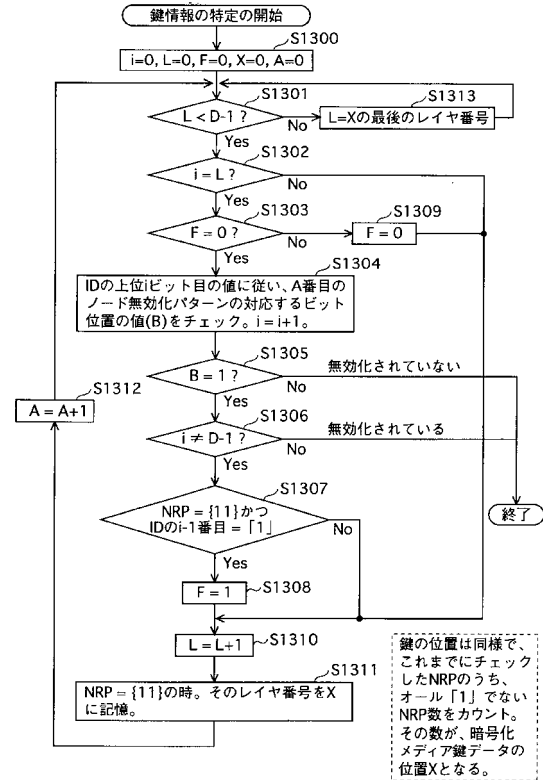 鍵情報の特定の開始
S1300
i=0, L=0, F=0, X=0, A=0
S1301
L < D-1 ?
No
S1313
L=Xの最後のレイヤ番号
Yes
S1302
i = L ?
No
Yes
S1303
F = 0 ?
No
S1309
F = 0
Yes
S1304
IDの上位iビット目の値に従い、A番目の
ノード無効化パターンの対応するビット
位置の値(B)をチェック。i = i+1。
S1305
B = 1 ?
No
無効化されていない
Yes
S1306
i ≠ D-1 ?
No
無効化されている
Yes
S1307
NRP = {11}かつ
IDのi-1番目 = 「1」
No
Yes
S1308
F = 1
S1310
L = L+1
S1311
NRP = {11}の時。そのレイヤ番号をX
に記憶。
S1312
A = A+1
終了
鍵の位置は同様で、
これまでにチェック
したNRPのうち、
オール「1」でない
NRP数をカウント。
その数が、暗号化
メディア鍵データの
位置Xとなる。